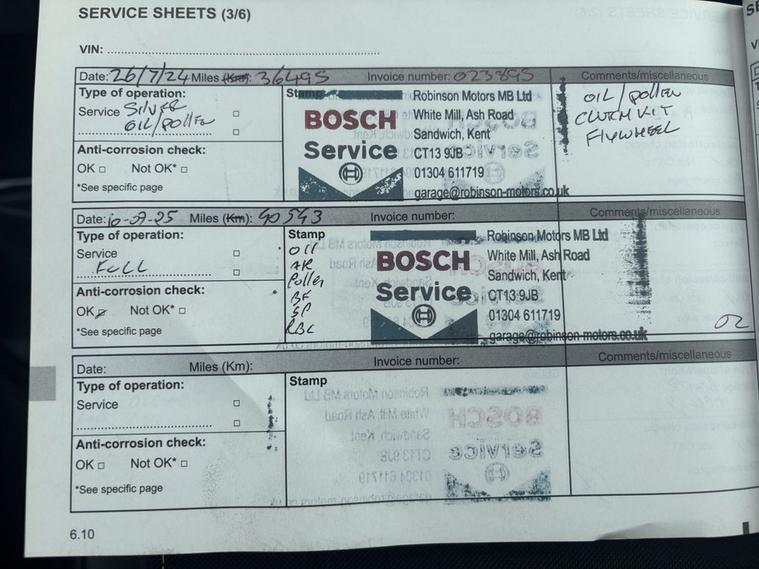 SERVICE SHEETS (3/6)
VIN:
Date: 26/7/24 Miles (Km): 36495 Invoice number: 023895 Comments/miscellaneous
Type of operation:
Service SILVER
OIL/POLLEN
Anti-corrosion check:
OK Not OK*
*See specific page
Stamp
BOSCH
Service
Robinson Motors MB Ltd
White Mill, Ash Road
Sandwich, Kent
CT13 9JB
01304 611719
garage@robinson-motors.co.uk
OIL/POLLEN
CLUTCH KIT
FLYWHEEL
Date: 10-07-25 Miles (Km): 40543 Invoice number: Comments/miscellaneous
Type of operation:
Service
FULL
Anti-corrosion check:
OK Not OK*
*See specific page
Stamp
Oil
AR
Pollen
BF
SP
BOSCH
Service
Robinson Motors MB Ltd
White Mill, Ash Road
Sandwich, Kent
CT13 9JB
01304 611719
garage@robinson-motors.co.uk
02
Date: Miles (Km): Invoice number: Comments/miscellaneous
Type of operation:
Service
Anti-corrosion check:
OK Not OK*
*See specific page
Stamp
6.10